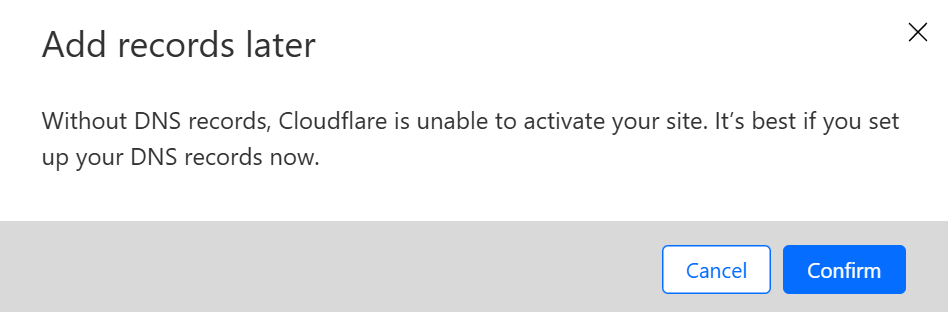 Add records later
Without DNS records, Cloudflare is unable to activate your site. It’s best if you set
up your DNS records now.
Cancel
Confirm